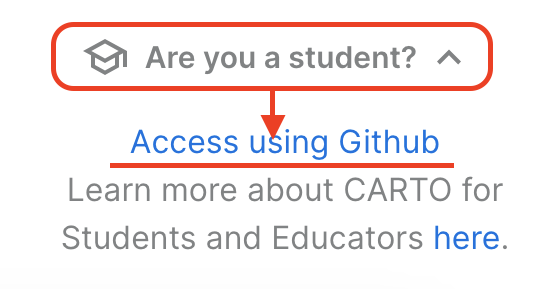 Are you a student?
Access using Github
Learn more about CARTO for
Students and Educators here.